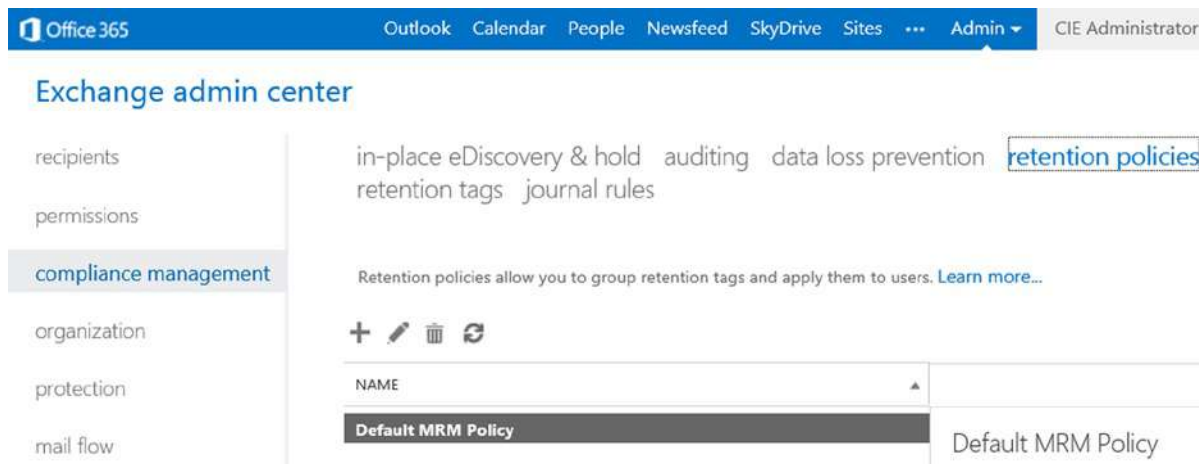 Office 365 Outlook Calendar People Newsfeed SkyDrive Sites ••• Admin CIE Administrator
Exchange admin center
recipients
permissions
compliance management
organization
protection
mail flow
in-place eDiscovery & hold auditing data loss prevention retention policies
retention tags journal rules
Retention policies allow you to group retention tags and apply them to users. Learn more...
NAME
Default MRM Policy
Default MRM Policy